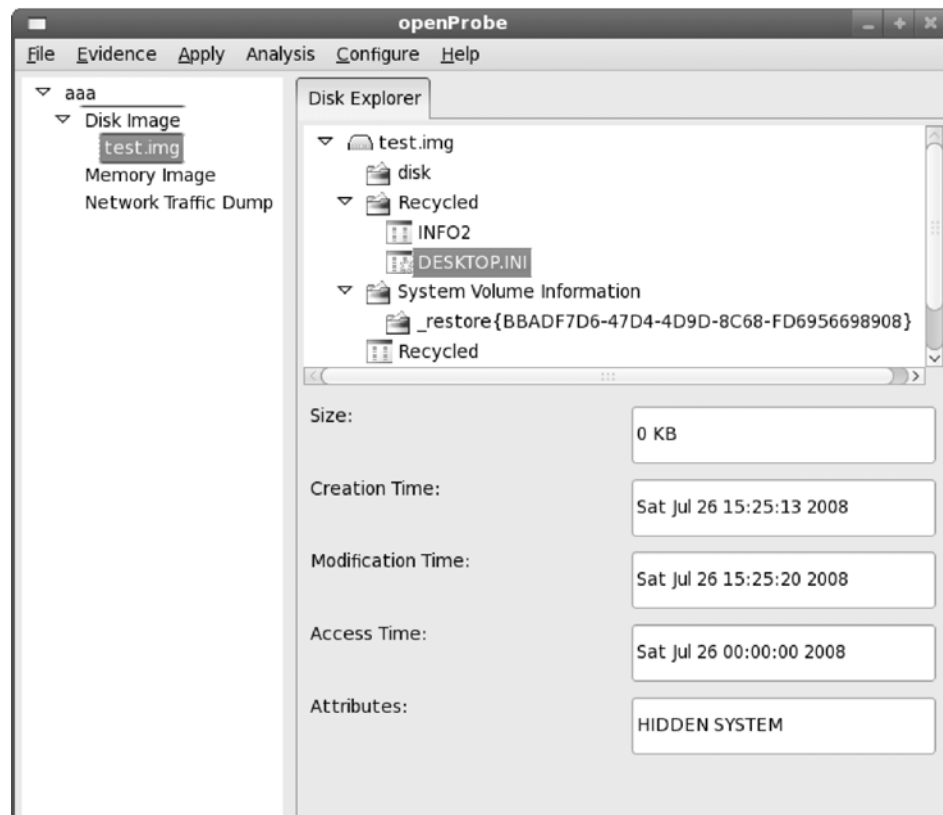 openProbe
File Evidence Apply Analysis Configure Help
aaa
Disk Image
test.img
Memory Image
Network Traffic Dump
Disk Explorer
test.img
disk
Recycled
INFO2
DESKTOP.INI
System Volume Information
_restore{BBADF7D6-47D4-4D9D-8C68-FD6956698908}
Recycled
Size:
0 KB
Creation Time:
Sat Jul 26 15:25:13 2008
Modification Time:
Sat Jul 26 15:25:20 2008
Access Time:
Sat Jul 26 00:00:00 2008
Attributes:
HIDDEN SYSTEM